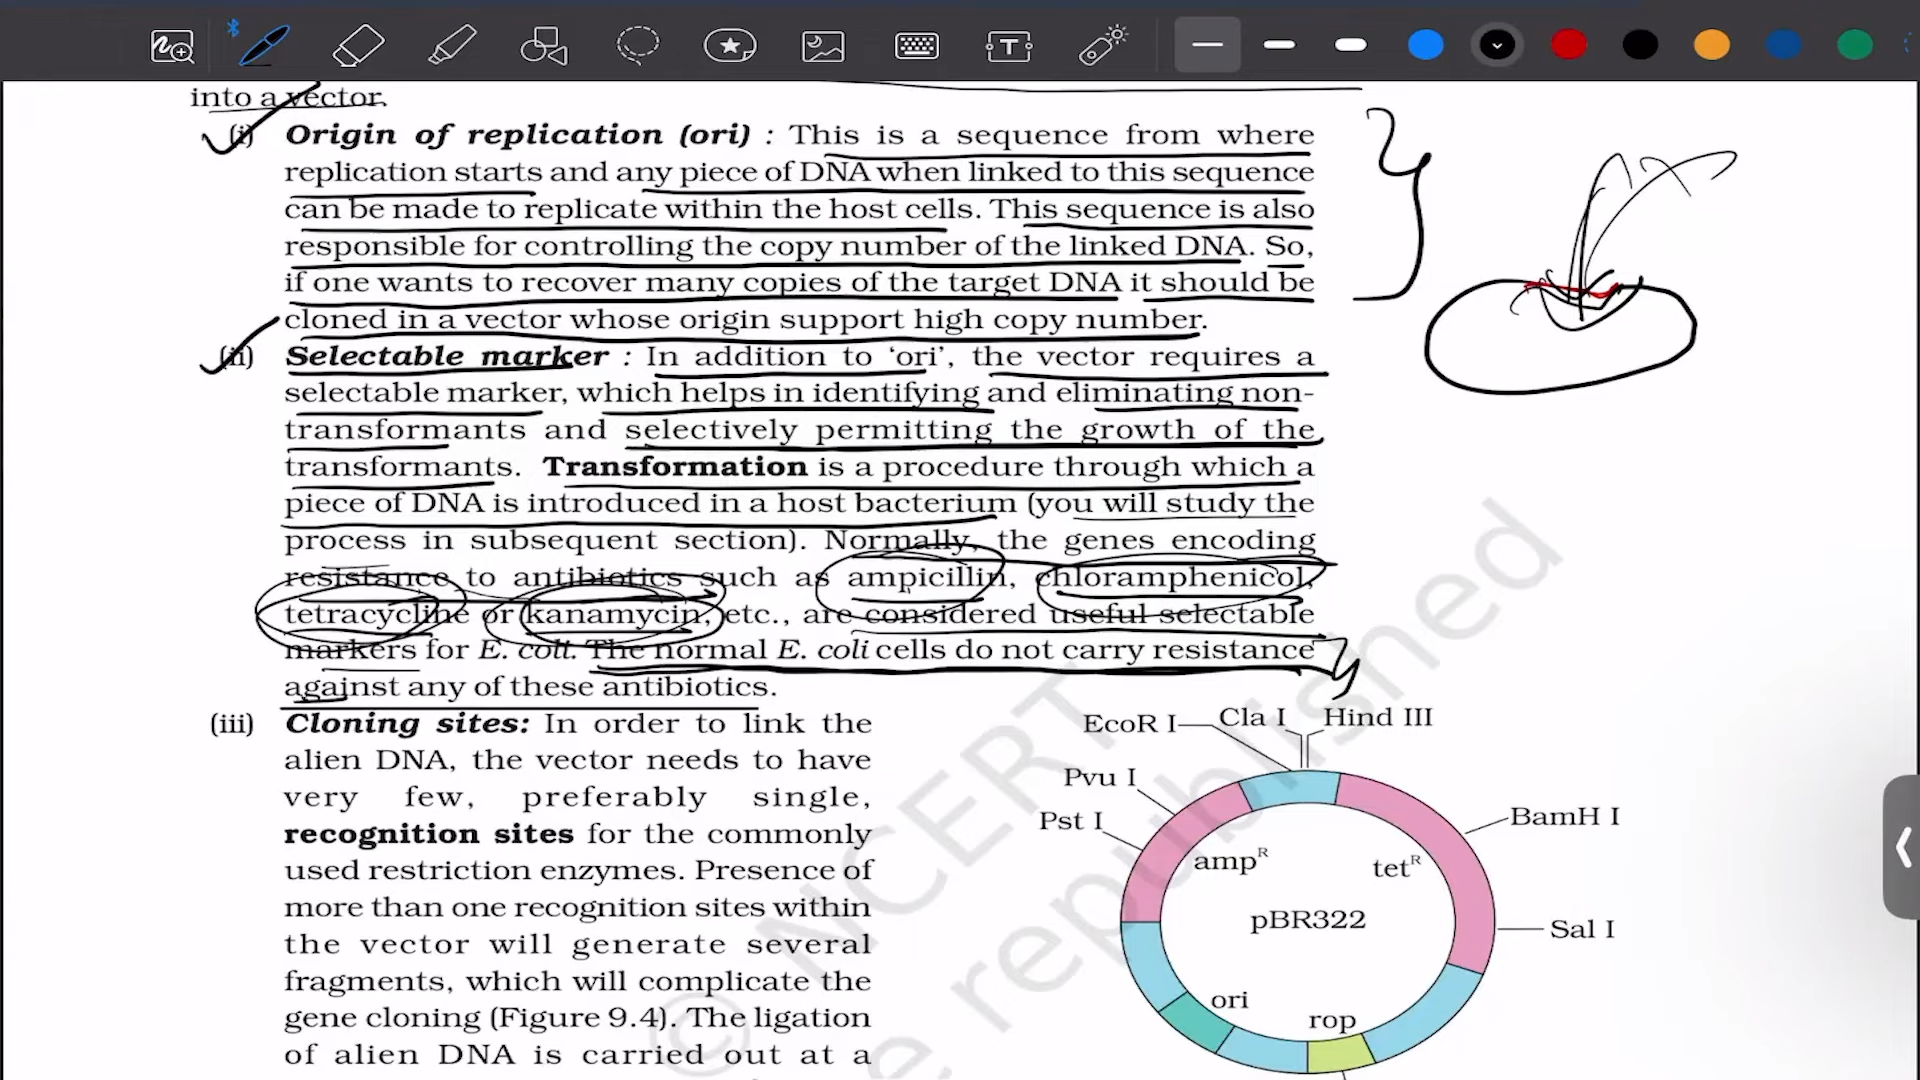 into a vector.
(i) Origin of replication (ori) : This is a sequence from where
replication starts and any piece of DNA when linked to this sequence
can be made to replicate within the host cells. This sequence is also
responsible for controlling the copy number of the linked DNA. So,
if one wants to recover many copies of the target DNA it should be
cloned in a vector whose origin support high copy number.
(ii) Selectable marker : In addition to ‘ori’, the vector requires a
selectable marker, which helps in identifying and eliminating non-
transformants and selectively permitting the growth of the
transformants. Transformation is a procedure through which a
piece of DNA is introduced in a host bacterium (you will study the
process in subsequent section). Normally, the genes encoding
resistance to antibiotics such as ampicillin, chloramphenicol,
tetracycline or kanamycin, etc., are considered useful selectable
markers for E. coli. The normal E. coli cells do not carry resistance
against any of these antibiotics.
(iii) Cloning sites: In order to link the
alien DNA, the vector needs to have
very few, preferably single,
recognition sites for the commonly
used restriction enzymes. Presence of
more than one recognition sites within
the vector will generate several
fragments, which will complicate the
gene cloning (Figure 9.4). The ligation
of alien DNA is carried out at a
EcoR I
Cla I
Hind III
Pvu I
Pst I
BamH I
ampR
tetR
pBR322
Sal I
ori
rop
© NCERT
be republished